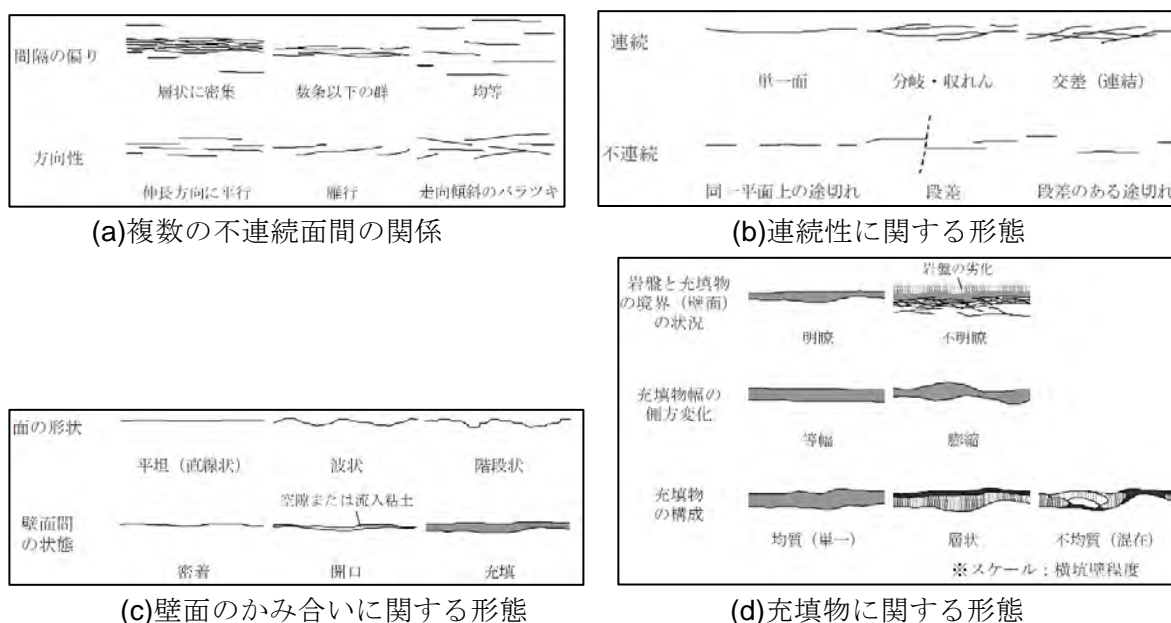 間隔の偏り
層状に密集 数条以下の群 均等
方向性
伸長方向に平行 雁行 走向傾斜のバラツキ
(a)複数の不連続面間の関係
連続
単一面 分岐・収れん 交差(連結)
不連続
同一平面上の途切れ 段差 段差のある途切れ
(b)連続性に関する形態
面の形状
平坦(直線状) 波状 階段状
空隙または流入粘土
壁面間
の状態
密着 開口 充填
(c)壁面のかみ合いに関する形態
岩盤の劣化
岩盤と充填物
の境界(壁面)
の状況
明瞭 不明瞭
充填物幅の
側方変化
等幅 膨縮
充填物
の構成
均質(単一) 層状 不均質(混在)
※スケール:横坑壁程度
(d)充填物に関する形態